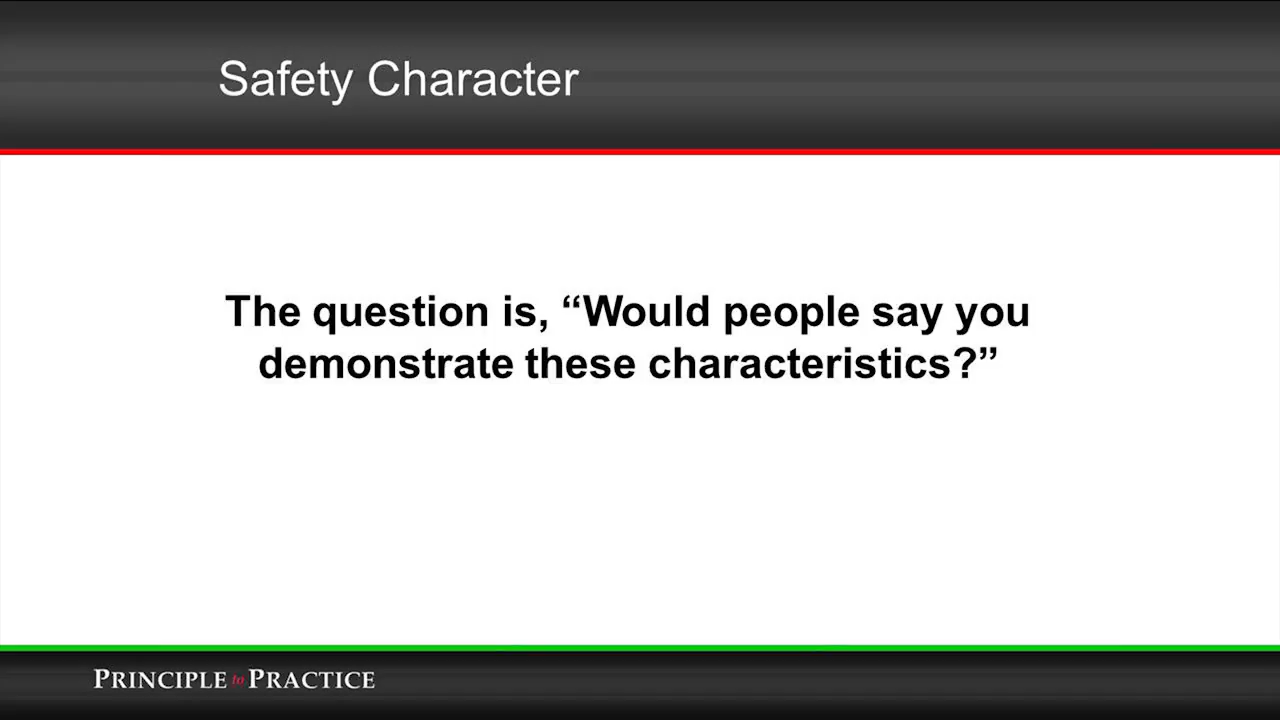 Safety Character
The question is, “Would people say you
demonstrate these characteristics?”
PRINCIPLE to PRACTICE